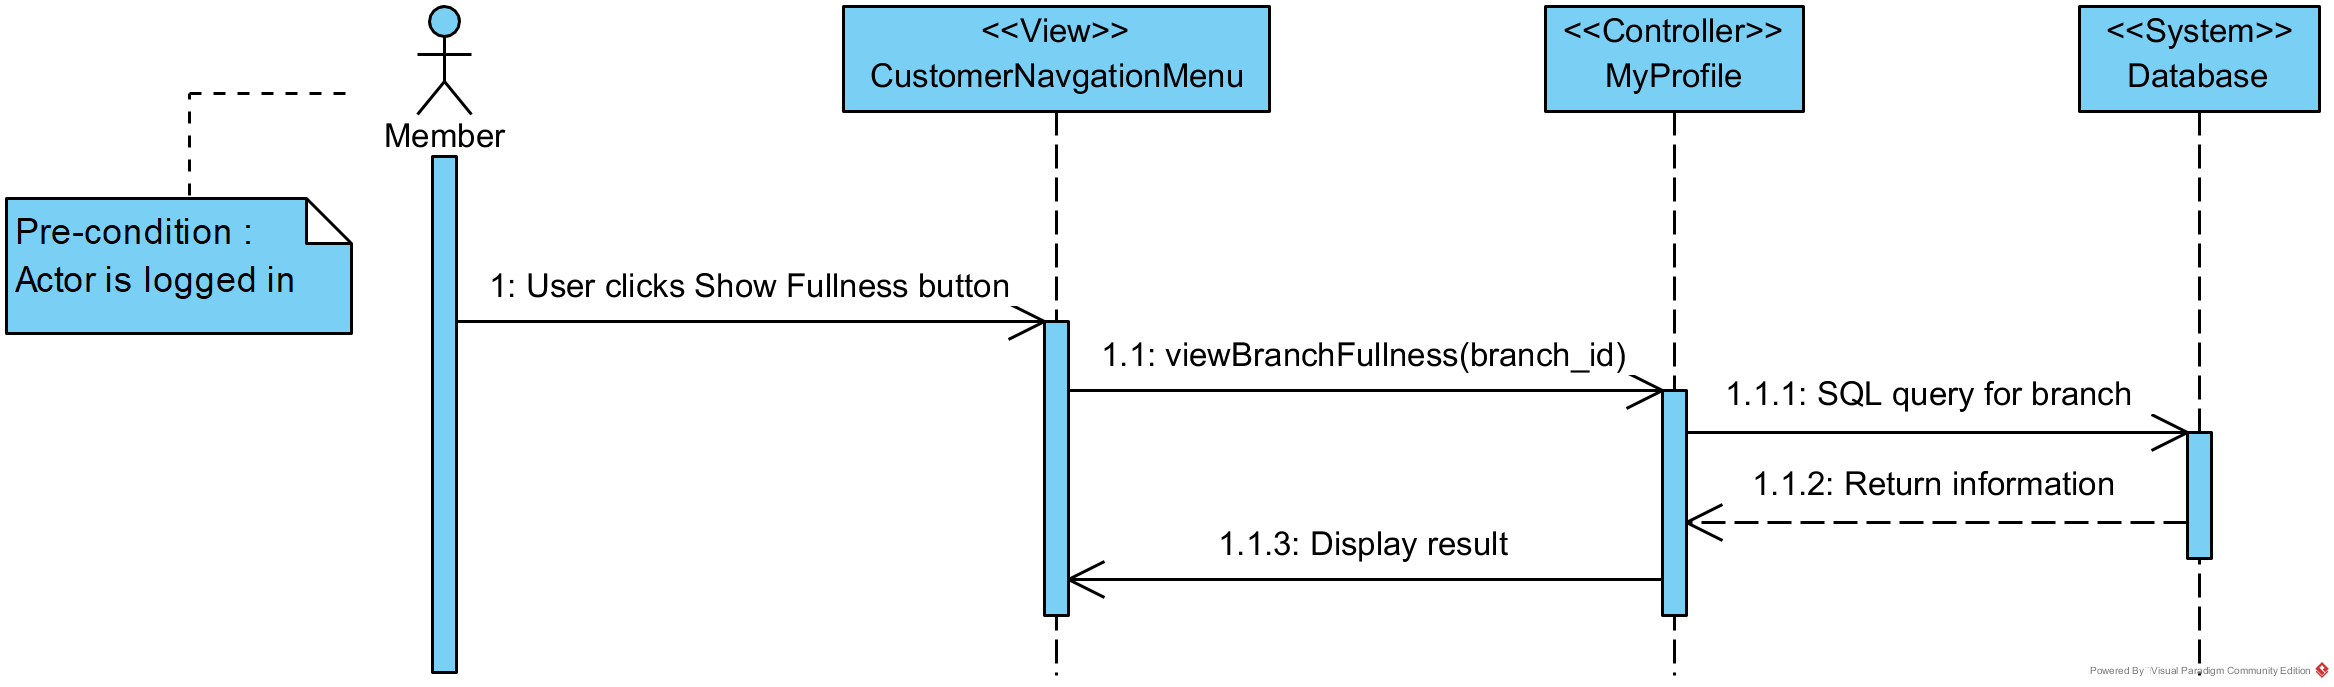 <<View>>
CustomerNavgationMenu
<<Controller>>
MyProfile
<<System>>
Database
Member
Pre-condition :
Actor is logged in
1: User clicks Show Fullness button
1.1: viewBranchFullness(branch_id)
1.1.1: SQL query for branch
1.1.2: Return information
1.1.3: Display result
Powered By Visual Paradigm Community Edition